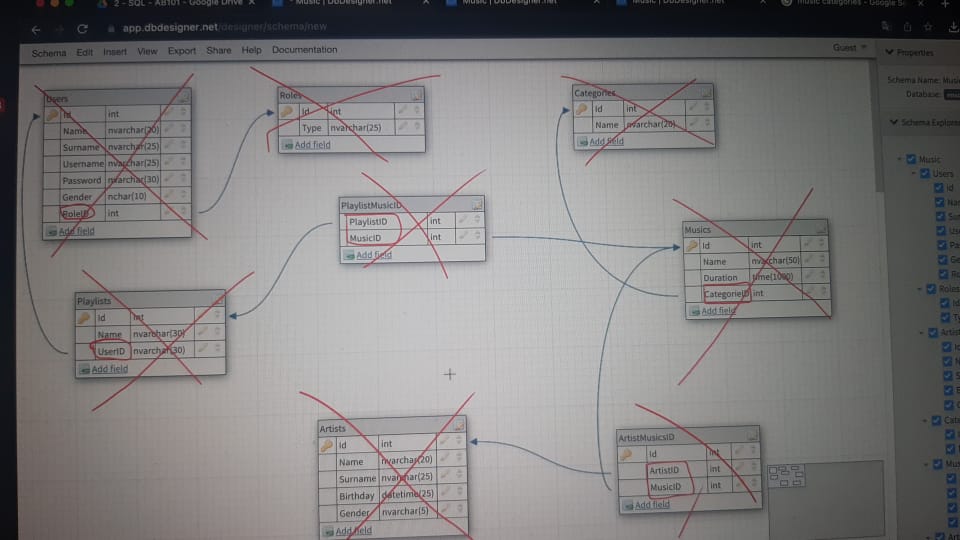 2 - SQL - AB101 - Google Drive
Music | DbDesigner.net
Music | DbDesigner.net
Music | DbDesigner.net
music categories - Google
app.dbdesigner.net/designer/schema/new
Schema Edit Insert View Export Share Help Documentation
Guest
Properties
Schema Name: Music
Database:
Schema Explorer
Music
Users
Id
Roles
Users
Id int
Name nvarchar(20)
Surname nvarchar(25)
Username nvarchar(25)
Password nvarchar(30)
Gender nchar(10)
RoleID int
Add field
Roles
Id int
Type nvarchar(25)
Add field
Categories
Id int
Name nvarchar(20)
Add field
PlaylistMusicID
PlaylistID int
MusicID int
Add field
Musics
Id int
Name nvarchar(50)
Duration time(1000)
CategorieID int
Add field
Playlists
Id int
Name nvarchar(30)
UserID nvarchar(30)
Add field
Artists
Id int
Name nvarchar(20)
Surname nvarchar(25)
Birthday datetime(25)
Gender nvarchar(5)
Add field
ArtistMusicsID
Id int
ArtistID int
MusicID int
Add field